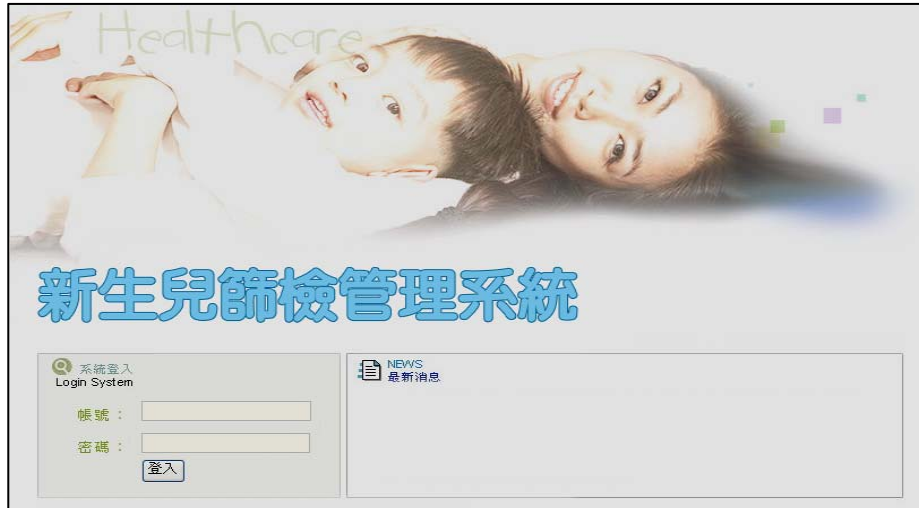 Healthcare
新生兒篩檢管理系統
系統登入
Login System
帳號：
密碼：
登入
NEWS
最新消息